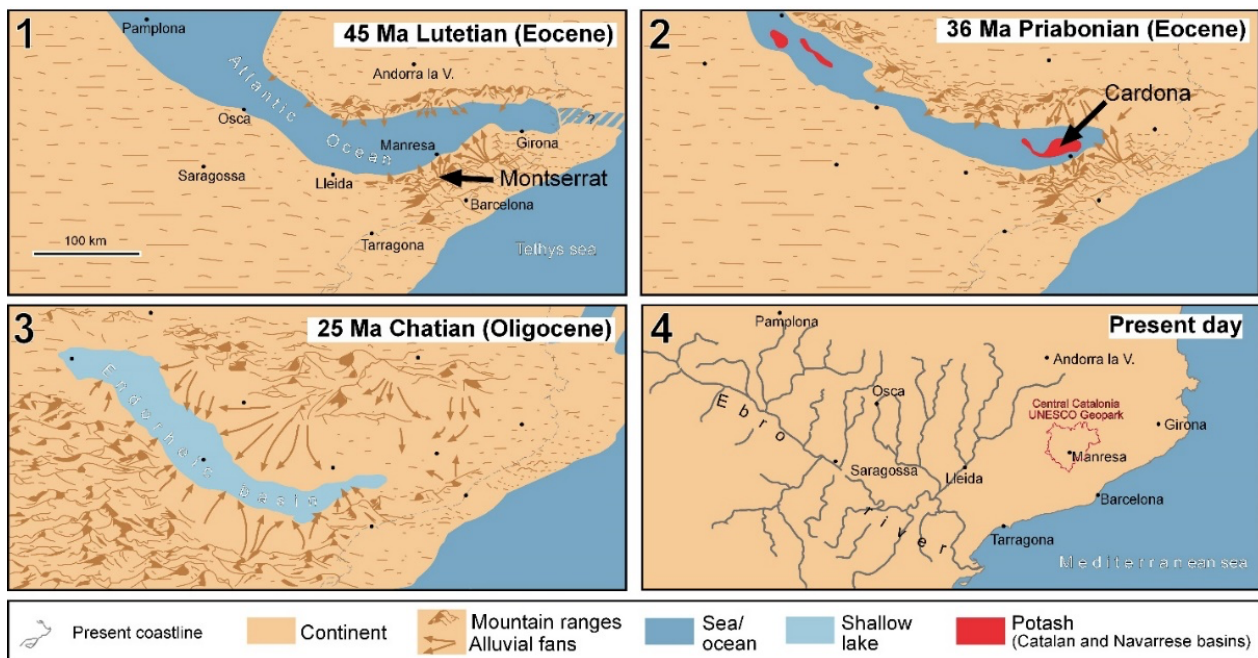 1
45 Ma Lutetian (Eocene)
Pamplona
Andorra la V.
Atlantic
Ocean
Osca
Manresa
Girona
?
Saragossa
Lleida
Montserrat
Barcelona
100 km
Tarragona
Tethys sea
2
36 Ma Priabonian (Eocene)
Cardona
3
25 Ma Chatian (Oligocene)
Endorheic basin
4
Present day
Pamplona
Andorra la V.
Osca
Ebro
river
Central Catalonia
UNESCO Geopark
Girona
Manresa
Saragossa
Lleida
Barcelona
Tarragona
Mediterranean sea
Present coastline
Continent
Mountain ranges
Alluvial fans
Sea/
ocean
Shallow
lake
Potash
(Catalan and Navarrese basins)